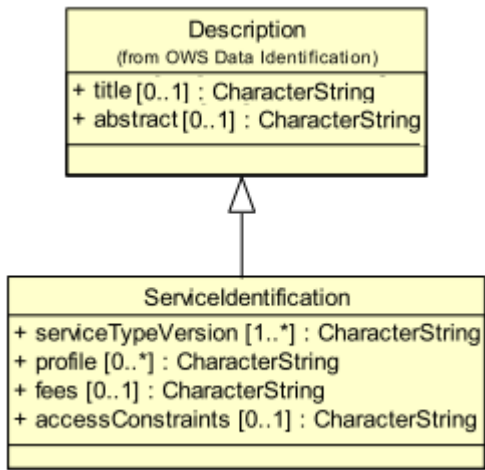 Description
(from OWS Data Identification)
+ title [0..1] : CharacterString
+ abstract [0..1] : CharacterString
ServiceIdentification
+ serviceTypeVersion [1..*] : CharacterString
+ profile [0..*] : CharacterString
+ fees [0..1] : CharacterString
+ accessConstraints [0..1] : CharacterString